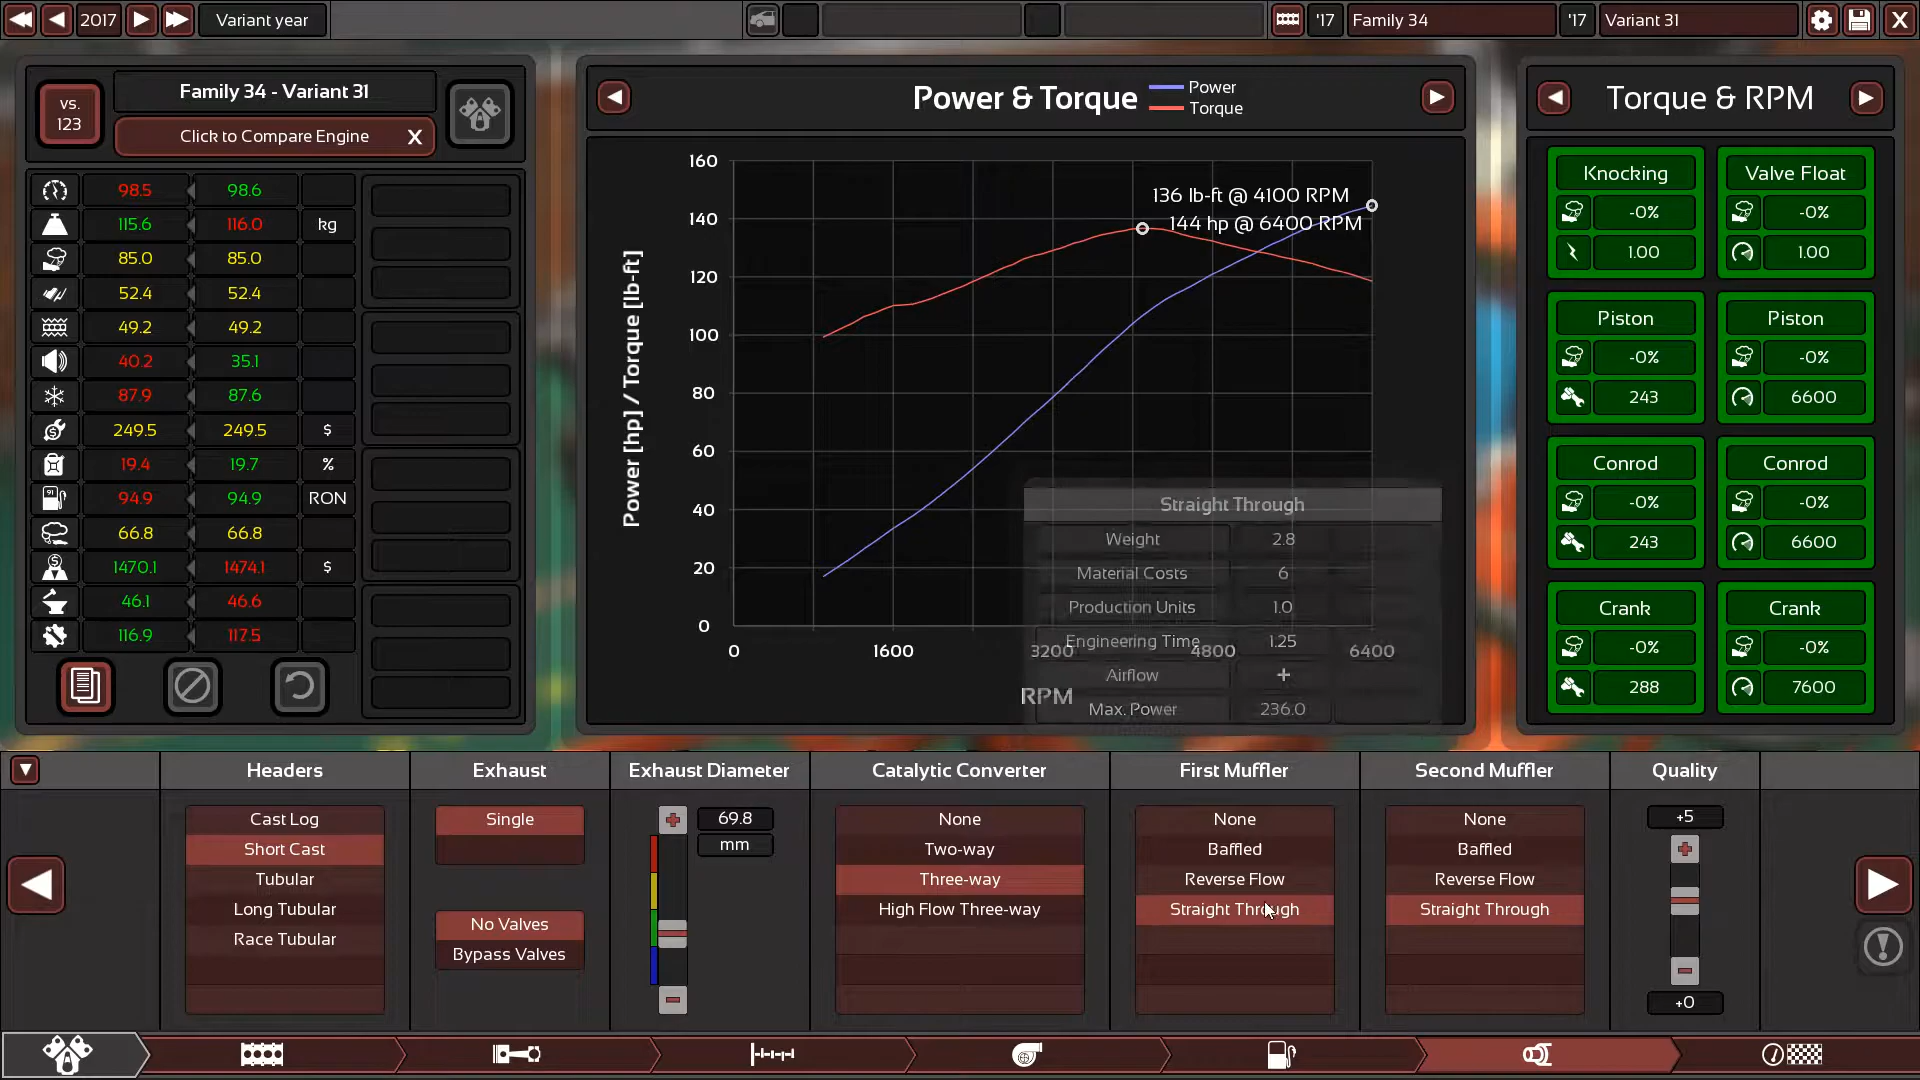 2017
Variant year
'17
Family 34
'17
Variant 31
X
vs.
123
Family 34 - Variant 31
Click to Compare Engine X
98.5 98.6
115.6 116.0 kg
85.0 85.0
52.4 52.4
49.2 49.2
40.2 35.1
87.9 87.6
249.5 249.5 $
19.4 19.7 %
94.9 94.9 RON
66.8 66.8
1470.1 1474.1 $
46.1 46.6
116.9 117.5
Power & Torque
Power
Torque
Power [hp] / Torque [lb-ft]
160
140
120
100
80
60
40
20
0
136 lb-ft @ 4100 RPM
144 hp @ 6400 RPM
0 1600 3200 4800 6400
RPM
Straight Through
Weight 2.8
Material Costs 6
Production Units 1.0
Engineering Time 1.25
Airflow +
Max. Power 236.0
Torque & RPM
Knocking Valve Float
-0% -0%
1.00 1.00
Piston Piston
-0% -0%
243 6600
Conrod Conrod
-0% -0%
243 6600
Crank Crank
-0% -0%
288 7600
Headers
Cast Log
Short Cast
Tubular
Long Tubular
Race Tubular
Exhaust
Single
No Valves
Bypass Valves
Exhaust Diameter
69.8
mm
Catalytic Converter
None
Two-way
Three-way
High Flow Three-way
First Muffler
None
Baffled
Reverse Flow
Straight Through
Second Muffler
None
Baffled
Reverse Flow
Straight Through
Quality
+5
+0